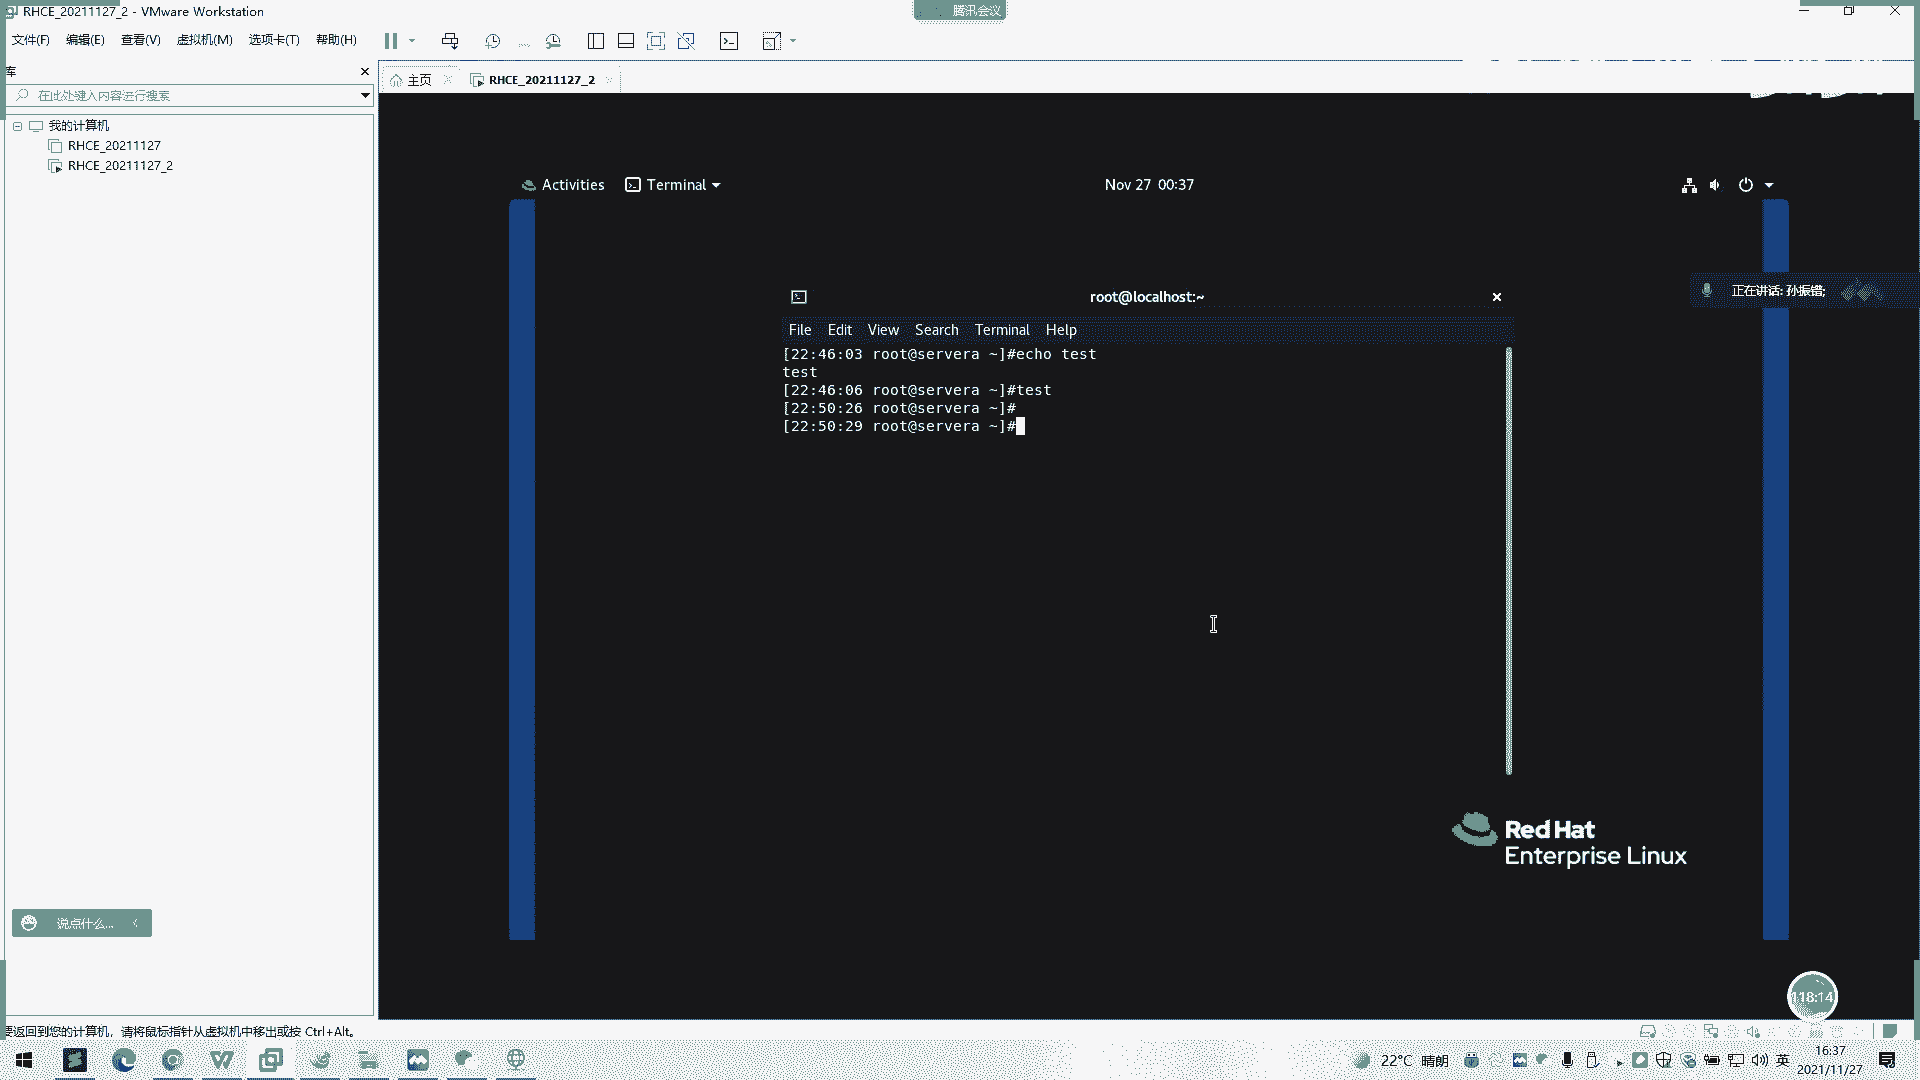 RHCE_20211127_2 - VMware Workstation
腾讯会议
文件(F) 编辑(E) 查看(V) 虚拟机(M) 选项卡(T) 帮助(H)
库
主页
RHCE_20211127_2
在此处键入内容进行搜索
我的计算机
RHCE_20211127
RHCE_20211127_2
Activities Terminal
Nov 27 00:37
root@localhost:~
正在讲话: 孙振锴;
File Edit View Search Terminal Help
[22:46:03 root@servera ~]#echo test
test
[22:46:06 root@servera ~]#test
[22:50:26 root@servera ~]#
[22:50:29 root@servera ~]#
Red Hat
Enterprise Linux
说点什么...
118:14
要返回到您的计算机，请将鼠标指针从虚拟机中移出或按 Ctrl+Alt。
22°C 晴朗
英
16:37
2021/11/27